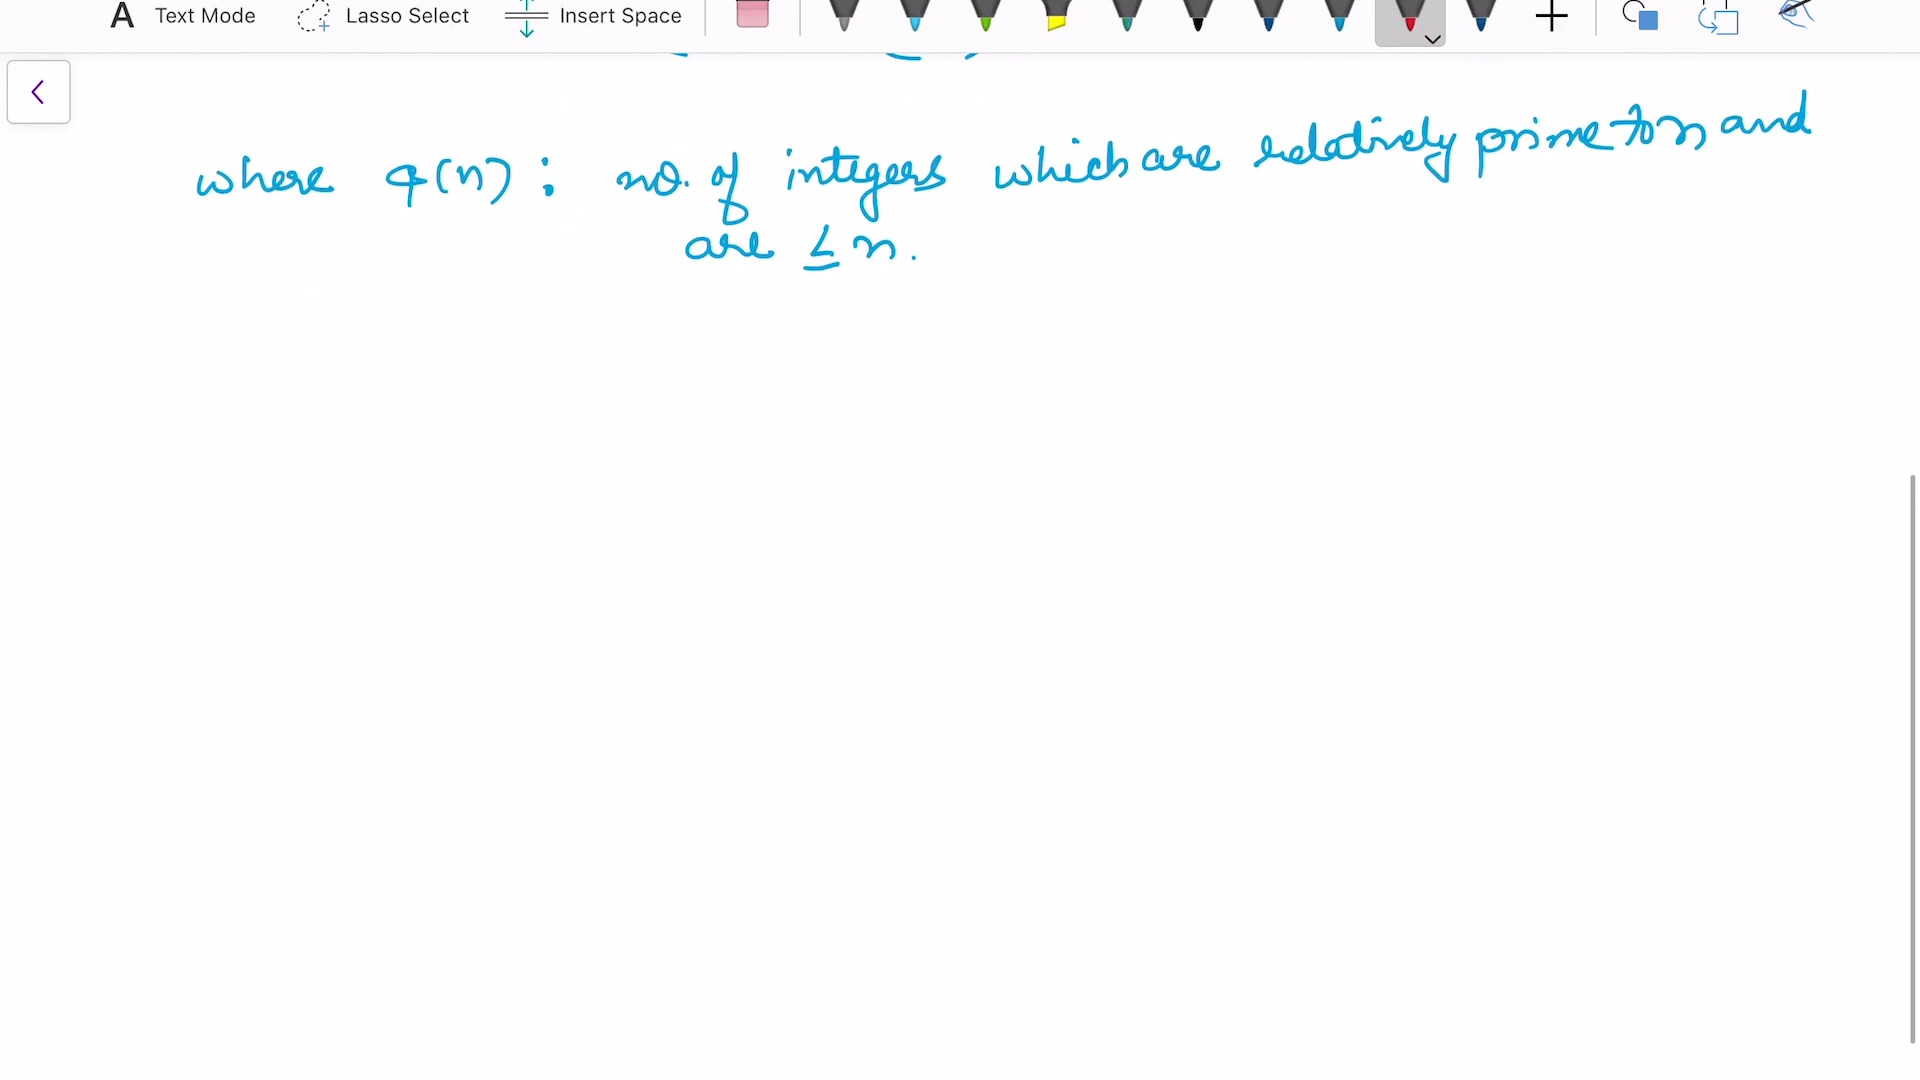 A Text Mode Lasso Select Insert Space
where φ(n) : no. of integers which are relatively prime to n and
are ≤ n.